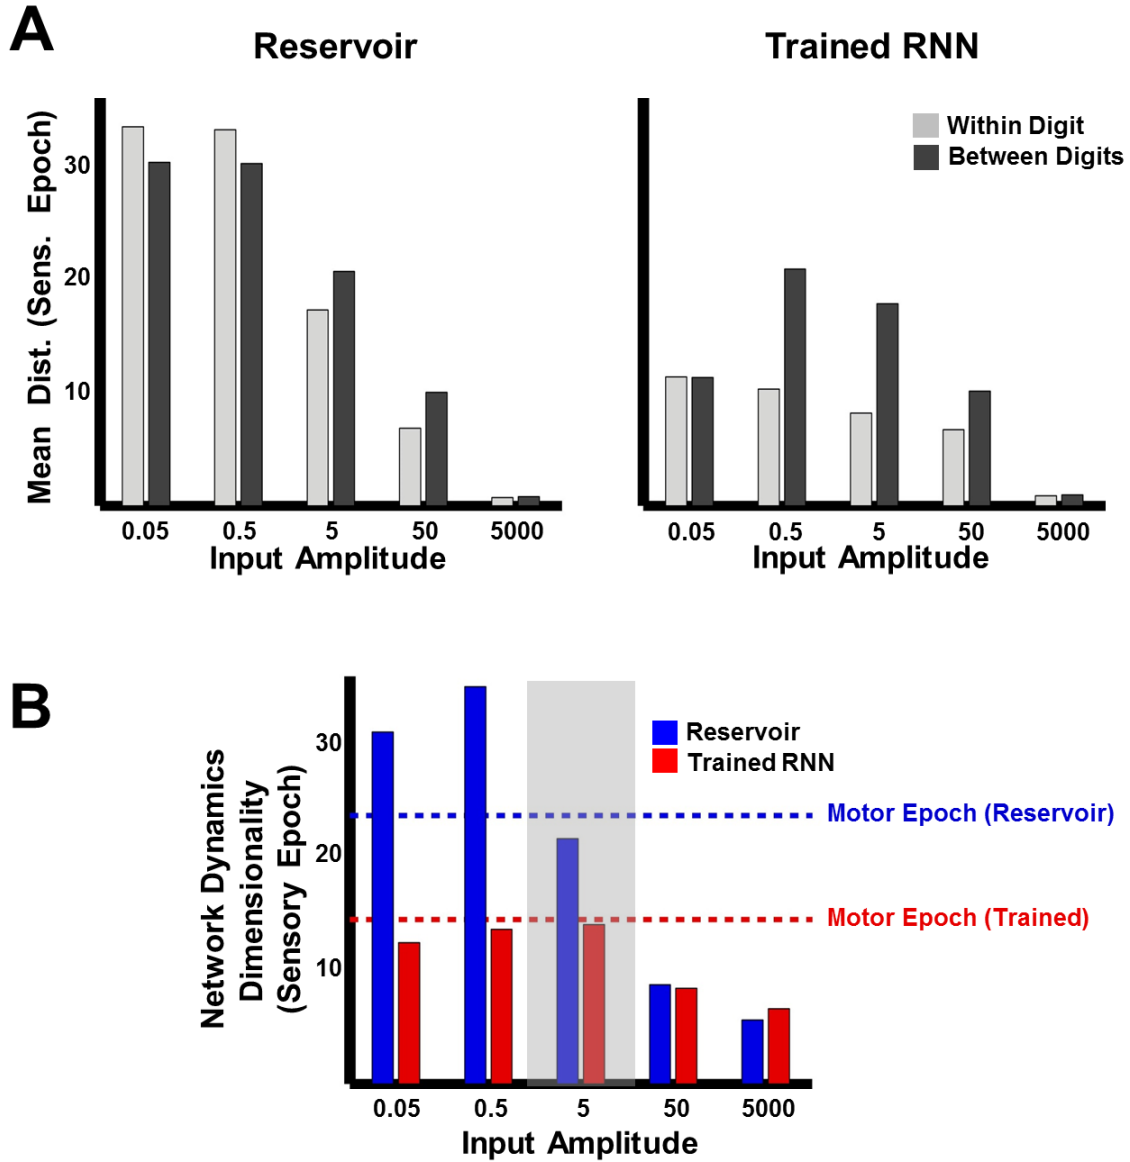 A
Reservoir
Trained RNN
Mean Dist. (Sens. Epoch)
30
20
10
0.05 0.5 5 50 5000
Input Amplitude
Within Digit
Between Digits
0.05 0.5 5 50 5000
Input Amplitude
B
Network Dynamics
Dimensionality
(Sensory Epoch)
30
20
10
Reservoir
Trained RNN
Motor Epoch (Reservoir)
Motor Epoch (Trained)
0.05 0.5 5 50 5000
Input Amplitude